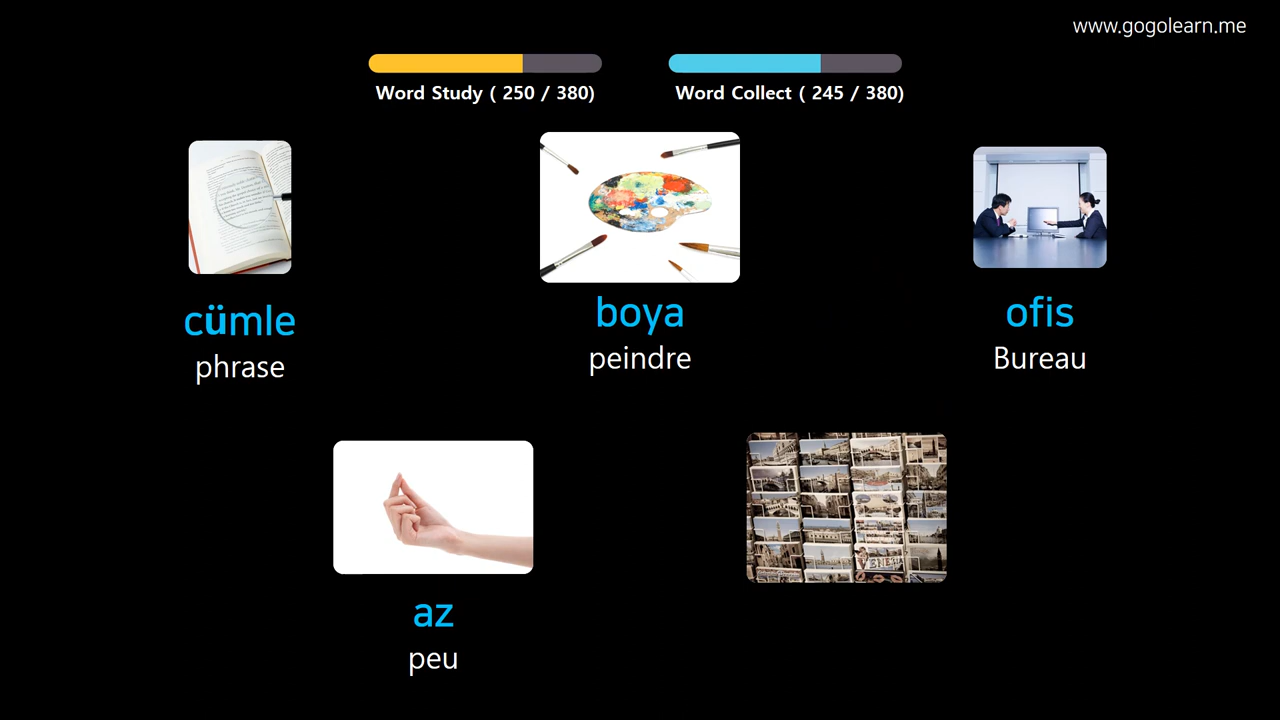 www.gogolearn.me
Word Study ( 250 / 380)
Word Collect ( 245 / 380)
cümle
phrase
boya
peindre
ofis
Bureau
az
peu